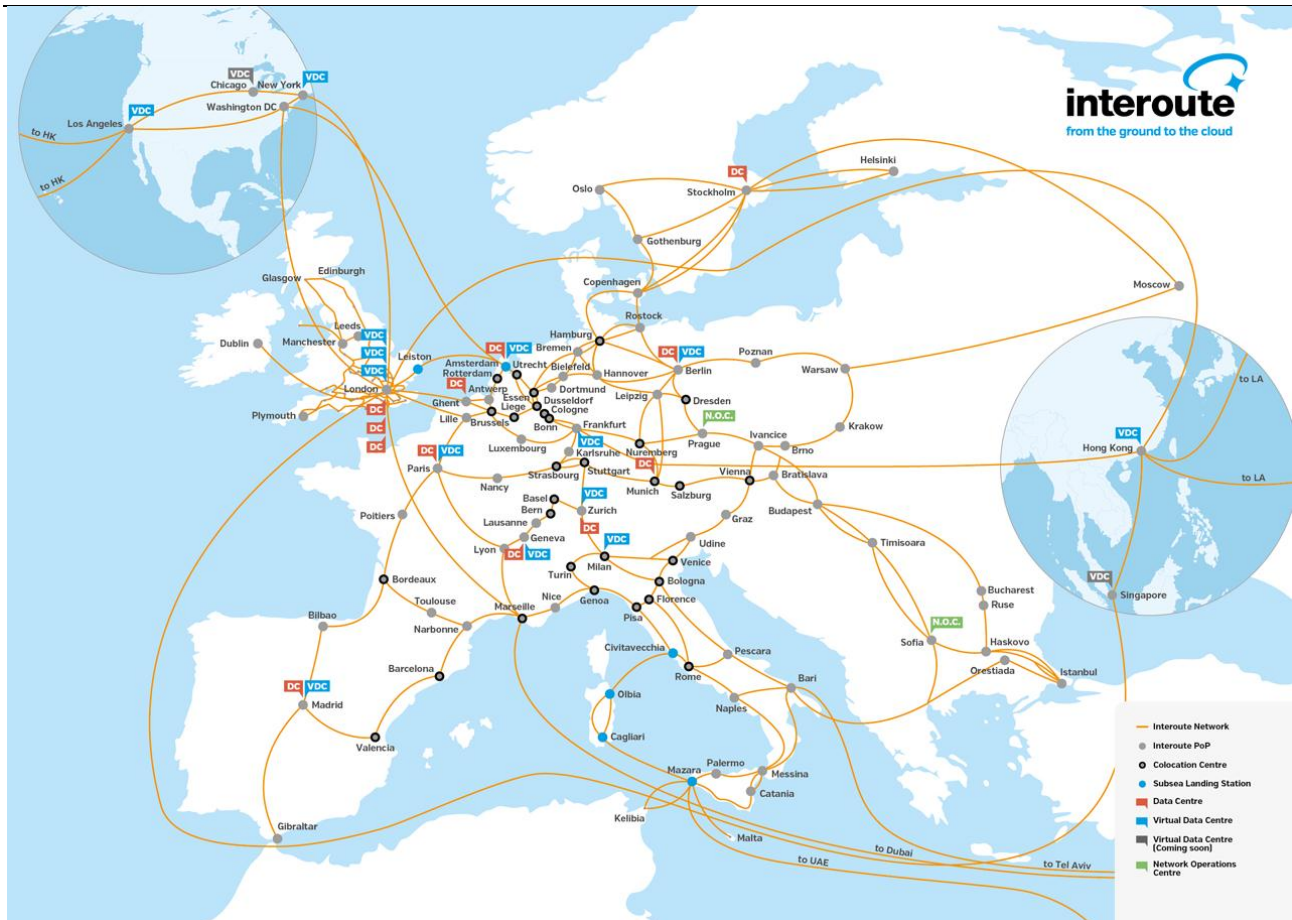 interoute
from the ground to the cloud
VDC
Chicago
New York
VDC
Washington DC
VDC
Los Angeles
to HK
to HK
Helsinki
DC
Stockholm
Oslo
Gothenburg
Moscow
Copenhagen
Edinburgh
Glasgow
Leeds
VDC
Manchester
VDC
Dublin
VDC
Leiston
London
Plymouth
DC
DC
DC
Rostock
Hamburg
Bremen
DC
VDC
Amsterdam
Utrecht
Rotterdam
Bielefeld
Hannover
DC
VDC
Berlin
Poznan
Warsaw
DC
Antwerp
Ghent
Essen
Dortmund
Dusseldorf
Liege
Cologne
Leipzig
Dresden
Lille
Brussels
Bonn
Frankfurt
N.O.C.
Prague
Krakow
Luxembourg
VDC
Karlsruhe
Nuremberg
Ivancice
Brno
DC
VDC
Paris
Strasbourg
Stuttgart
DC
Munich
Vienna
Bratislava
Nancy
Salzburg
Basel
Bern
VDC
Zurich
Budapest
Poitiers
Lausanne
Geneva
DC
Graz
Lyon
DC
VDC
VDC
Milan
Udine
Timisoara
Turin
Venice
Bordeaux
Bologna
Toulouse
Nice
Genoa
Florence
Bucharest
Marseille
Pisa
Ruse
Bilbao
Narbonne
N.O.C.
Sofia
Haskovo
Civitavecchia
Pescara
Orestiada
Barcelona
Rome
Istanbul
DC
VDC
Madrid
Olbia
Bari
Naples
Valencia
Cagliari
Mazara
Palermo
Messina
Catania
Kelibia
Malta
Gibraltar
to UAE
to Dubai
to Tel Aviv
to LA
VDC
Hong Kong
to LA
VDC
Singapore
Interoute Network
Interoute PoP
Colocation Centre
Subsea Landing Station
Data Centre
Virtual Data Centre
Virtual Data Centre
(Coming soon)
Network Operations
Centre